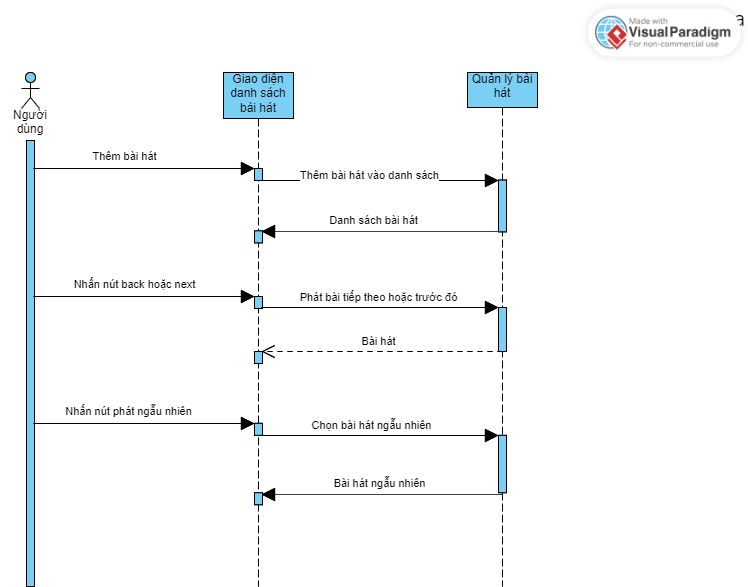 Made with
VisualParadigm
For non-commercial use
a
Người
dùng
Giao diện
danh sách
bài hát
Quản lý bài
hát
Thêm bài hát
Thêm bài hát vào danh sách
Danh sách bài hát
Nhấn nút back hoặc next
Phát bài tiếp theo hoặc trước đó
Bài hát
Nhấn nút phát ngẫu nhiên
Chọn bài hát ngẫu nhiên
Bài hát ngẫu nhiên